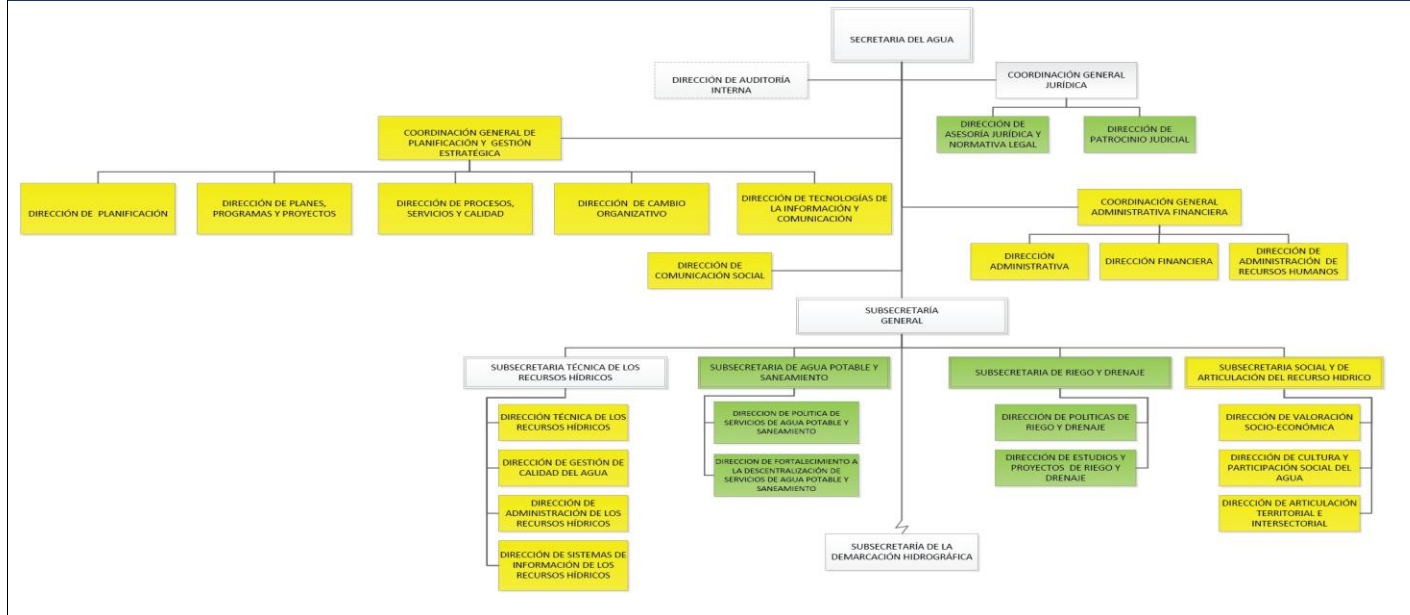 SECRETARIA DEL AGUA
DIRECCIÓN DE AUDITORÍA
INTERNA
COORDINACIÓN GENERAL
JURÍDICA
DIRECCIÓN DE
ASESORÍA JURÍDICA Y
NORMATIVA LEGAL
DIRECCIÓN DE
PATROCINIO JUDICIAL
COORDINACIÓN GENERAL DE
PLANIFICACIÓN Y GESTIÓN
ESTRATÉGICA
DIRECCIÓN DE PLANIFICACIÓN
DIRECCIÓN DE PLANES,
PROGRAMAS Y PROYECTOS
DIRECCIÓN DE PROCESOS,
SERVICIOS Y CALIDAD
DIRECCIÓN DE CAMBIO
ORGANIZATIVO
DIRECCIÓN DE TECNOLOGÍAS DE
LA INFORMACIÓN Y
COMUNICACIÓN
COORDINACIÓN GENERAL
ADMINISTRATIVA FINANCIERA
DIRECCIÓN
ADMINISTRATIVA
DIRECCIÓN FINANCIERA
DIRECCIÓN DE
ADMINISTRACIÓN DE
RECURSOS HUMANOS
DIRECCIÓN DE
COMUNICACIÓN SOCIAL
SUBSECRETARÍA
GENERAL
SUBSECRETARIA TÉCNICA DE LOS
RECURSOS HÍDRICOS
DIRECCIÓN TÉCNICA DE LOS
RECURSOS HÍDRICOS
DIRECCIÓN DE GESTIÓN DE
CALIDAD DEL AGUA
DIRECCIÓN DE
ADMINISTRACIÓN DE LOS
RECURSOS HÍDRICOS
DIRECCIÓN DE SISTEMAS DE
INFORMACIÓN DE LOS
RECURSOS HÍDRICOS
SUBSECRETARIA DE AGUA POTABLE Y
SANEAMIENTO
DIRECCION DE POLITICA DE
SERVICIOS DE AGUA POTABLE Y
SANEAMIENTO
DIRECCION DE FORTALECIMIENTO A
LA DESCENTRALIZACIÓN DE
SERVICIOS DE AGUA POTABLE Y
SANEAMIENTO
SUBSECRETARIA DE RIEGO Y DRENAJE
DIRECCIÓN DE POLITICAS DE
RIEGO Y DRENAJE
DIRECCIÓN DE ESTUDIOS Y
PROYECTOS DE RIEGO Y
DRENAJE
SUBSECRETARIA SOCIAL Y DE
ARTICULACIÓN DEL RECURSO HIDRICO
DIRECCIÓN DE VALORACIÓN
SOCIO-ECONÓMICA
DIRECCIÓN DE CULTURA Y
PARTICIPACIÓN SOCIAL DEL
AGUA
DIRECCIÓN DE ARTICULACIÓN
TERRITORIAL E
INTERSECTORIAL
SUBSECRETARÍA DE LA
DEMARCACIÓN HIDROGRÁFICA